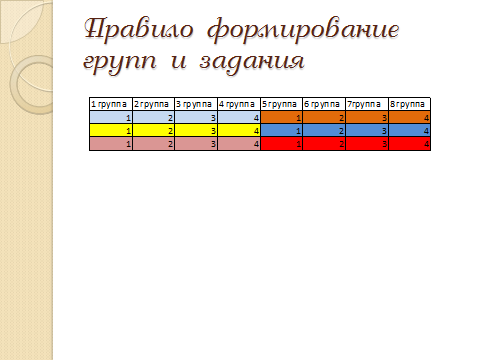 Правило формирование
групп и задания
1 группа 2 группа 3 группа 4 группа 5 группа 6 группа 7группа 8 группа
1 2 3 4 1 2 3 4
1 2 3 4 1 2 3 4
1 2 3 4 1 2 3 4